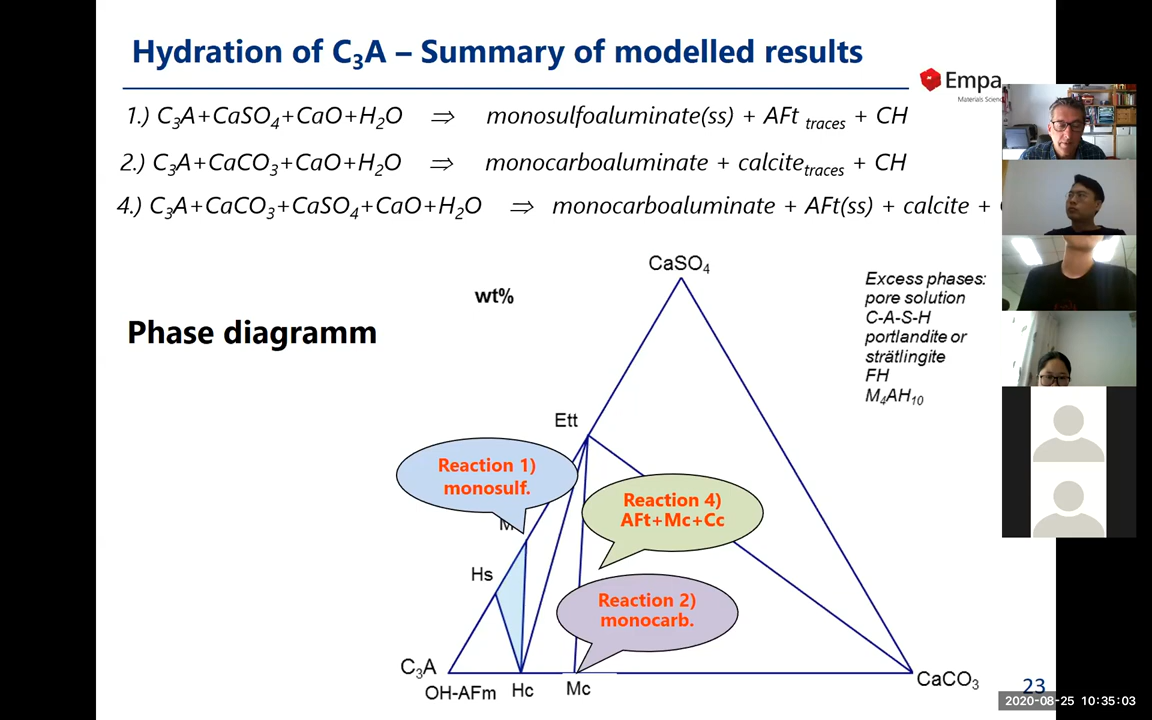 Hydration of C₃A – Summary of modelled results
Empa
1.) C₃A+CaSO₄+CaO+H₂O ⇒ monosulfoaluminate(ss) + AFt traces + CH
2.) C₃A+CaCO₃+CaO+H₂O ⇒ monocarboaluminate + calcite traces + CH
4.) C₃A+CaCO₃+CaSO₄+CaO+H₂O ⇒ monocarboaluminate + AFt(ss) + calcite +
CaSO₄
wt%
Excess phases:
pore solution
C-A-S-H
portlandite or
strätlingite
FH
M₄AH₁₀
Phase diagramm
Ett
Reaction 1)
monosulf.
Reaction 4)
AFt+Mc+Cc
Hs
Reaction 2)
monocarb.
C₃A
OH-AFm
Hc
Mc
CaCO₃
23
2020-08-25 10:35:03